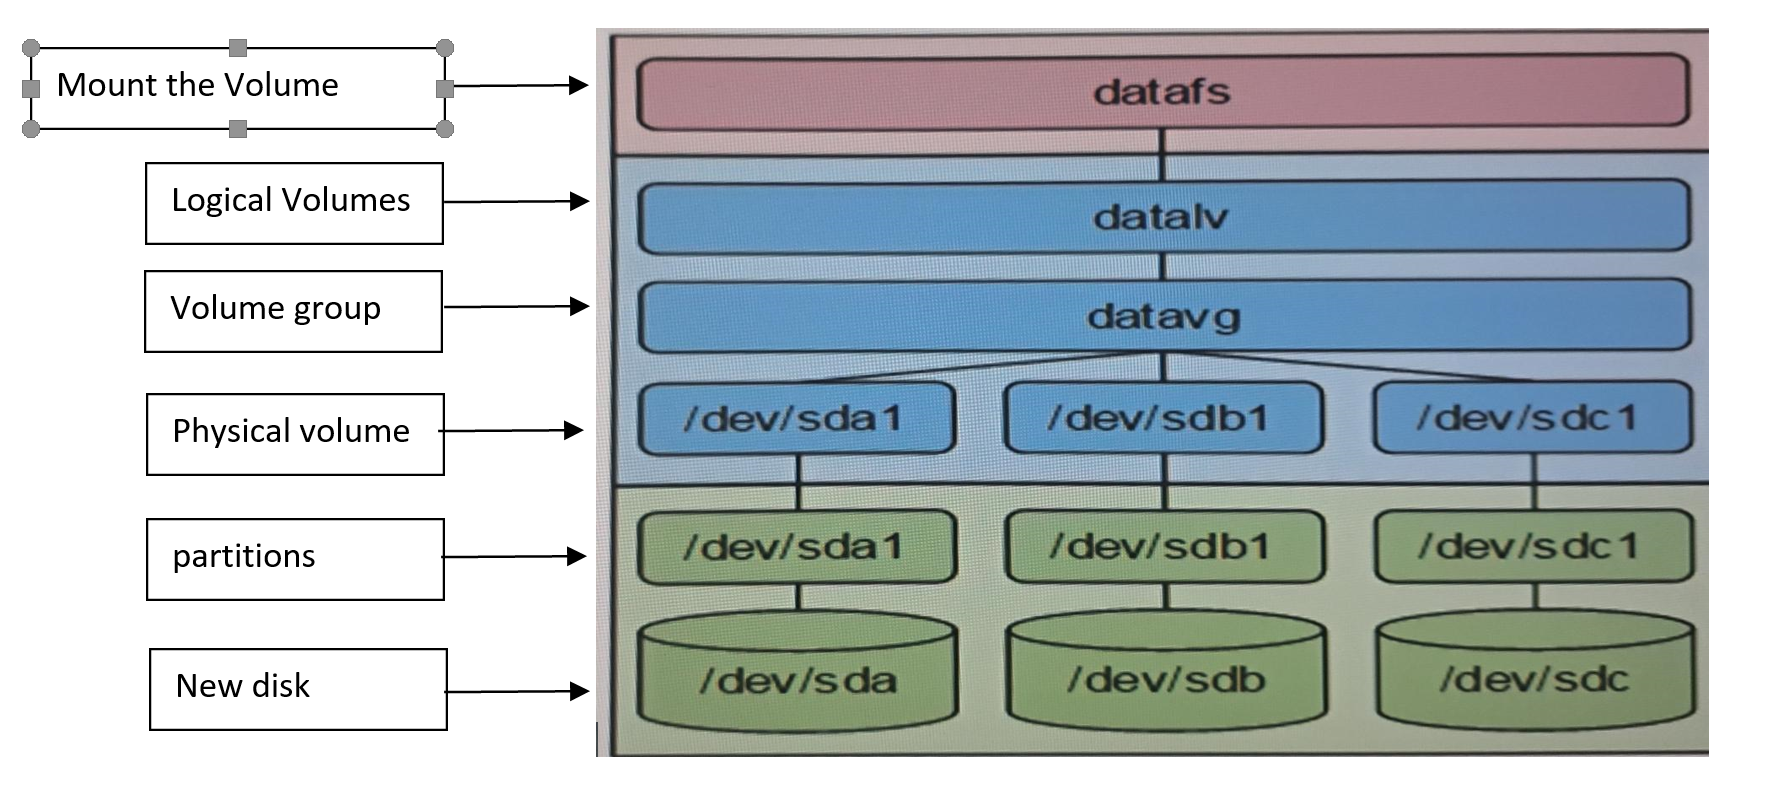 Mount the Volume
datafs
Logical Volumes
datalv
Volume group
datavg
Physical volume
/dev/sda1
/dev/sdb1
/dev/sdc1
partitions
/dev/sda1
/dev/sdb1
/dev/sdc1
New disk
/dev/sda
/dev/sdb
/dev/sdc